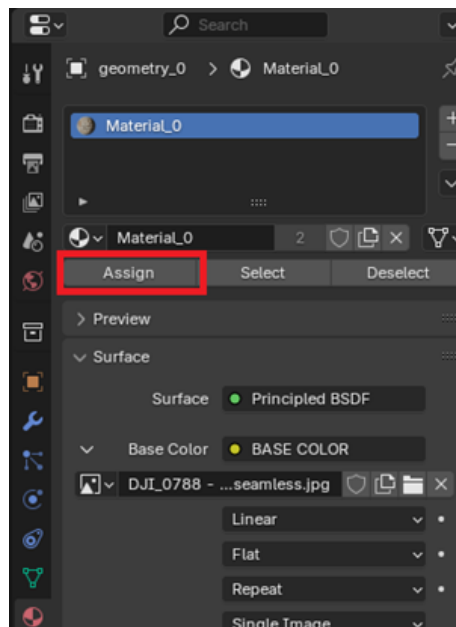 Search
geometry_0 > Material_0
Material_0
Material_0 2
Assign Select Deselect
Preview
Surface
Surface Principled BSDF
Base Color BASE COLOR
DJI_0788 - ...seamless.jpg
Linear
Flat
Repeat
Single Image